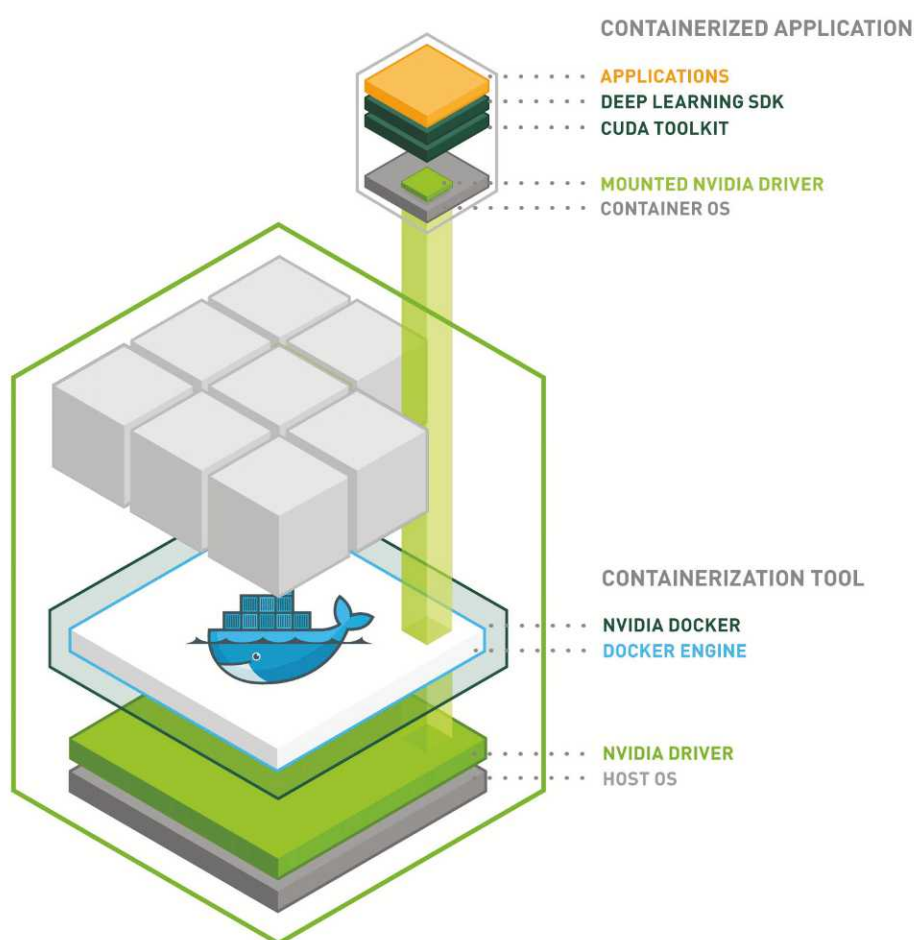 CONTAINERIZED APPLICATION
APPLICATIONS
DEEP LEARNING SDK
CUDA TOOLKIT
MOUNTED NVIDIA DRIVER
CONTAINER OS
CONTAINERIZATION TOOL
NVIDIA DOCKER
DOCKER ENGINE
NVIDIA DRIVER
HOST OS